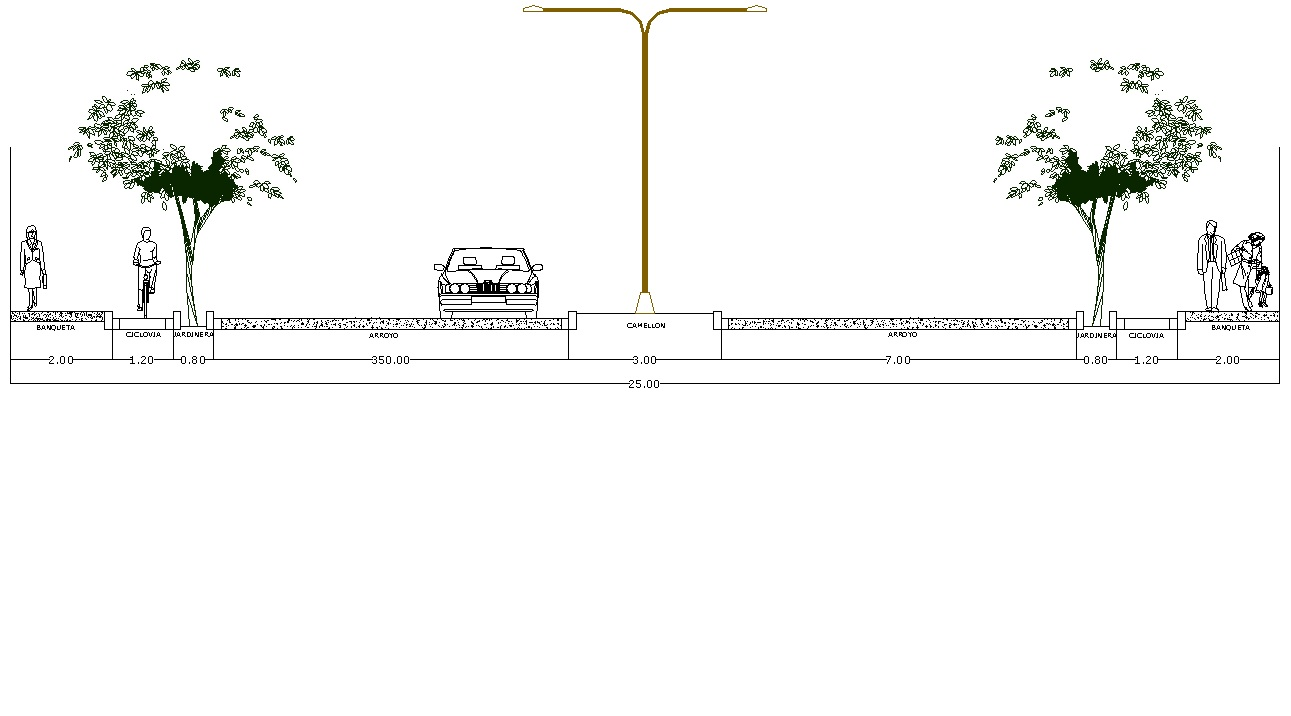 BANQUETA
CICLOVIA
JARDINERA
ARROYO
CAMELLON
ARROYO
JARDINERA
CICLOVIA
BANQUETA
2.00
1.20
0.80
350.00
3.00
7.00
0.80
1.20
2.00
25.00